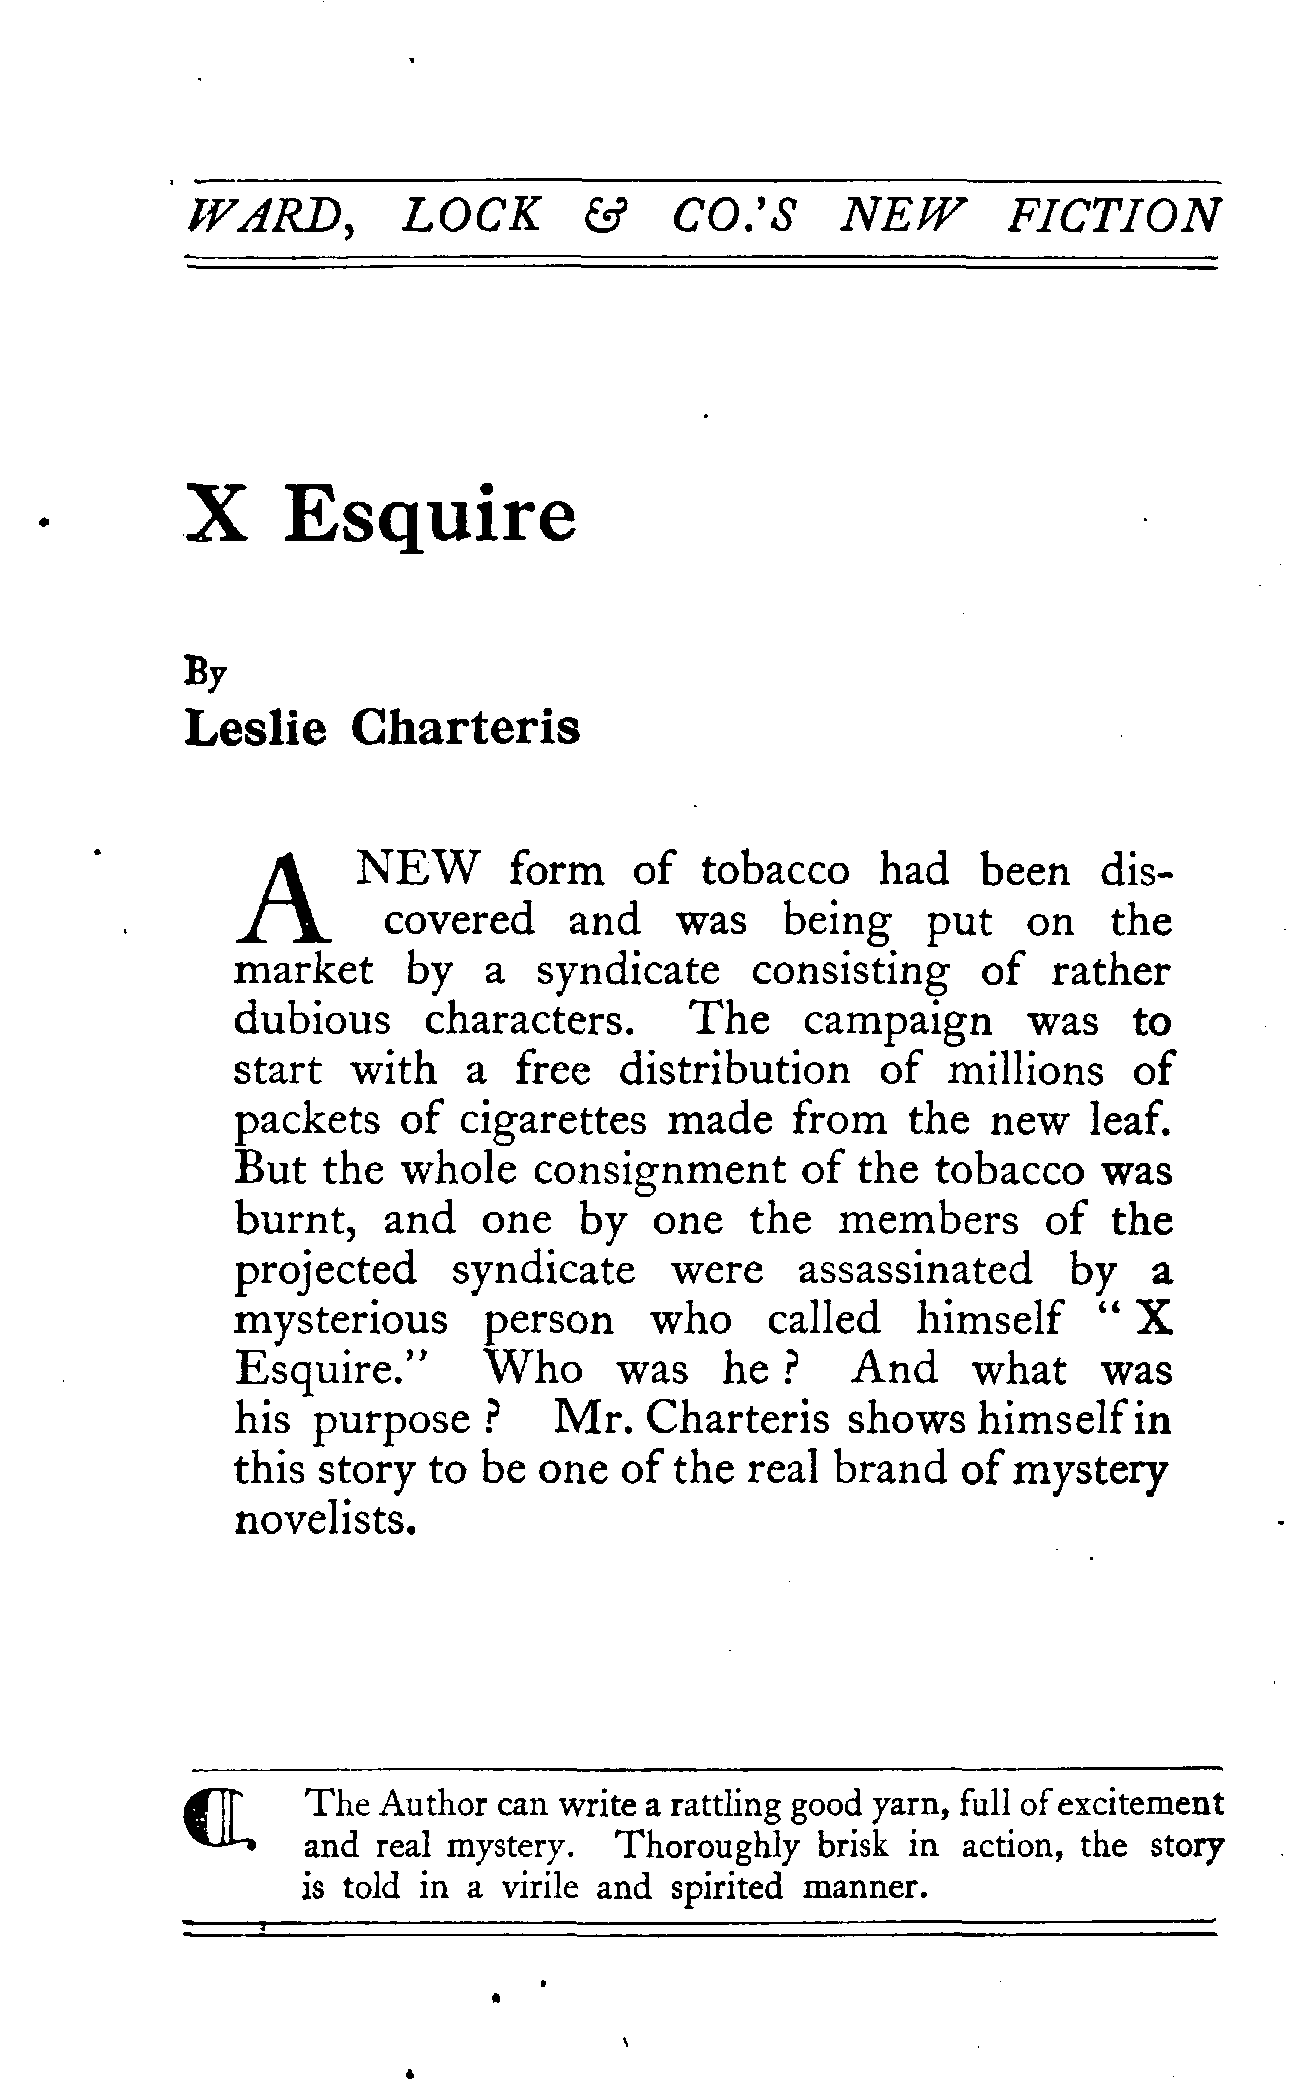 WARD, LOCK & CO.'S NEW FICTION
X Esquire
By
Leslie Charteris
A NEW form of tobacco had been dis-
covered and was being put on the
market by a syndicate consisting of rather
dubious characters. The campaign was to
start with a free distribution of millions of
packets of cigarettes made from the new leaf.
But the whole consignment of the tobacco was
burnt, and one by one the members of the
projected syndicate were assassinated by a
mysterious person who called himself “ X
Esquire.” Who was he ? And what was
his purpose ? Mr. Charteris shows himself in
this story to be one of the real brand of mystery
novelists.
¶ The Author can write a rattling good yarn, full of excitement
and real mystery. Thoroughly brisk in action, the story
is told in a virile and spirited manner.